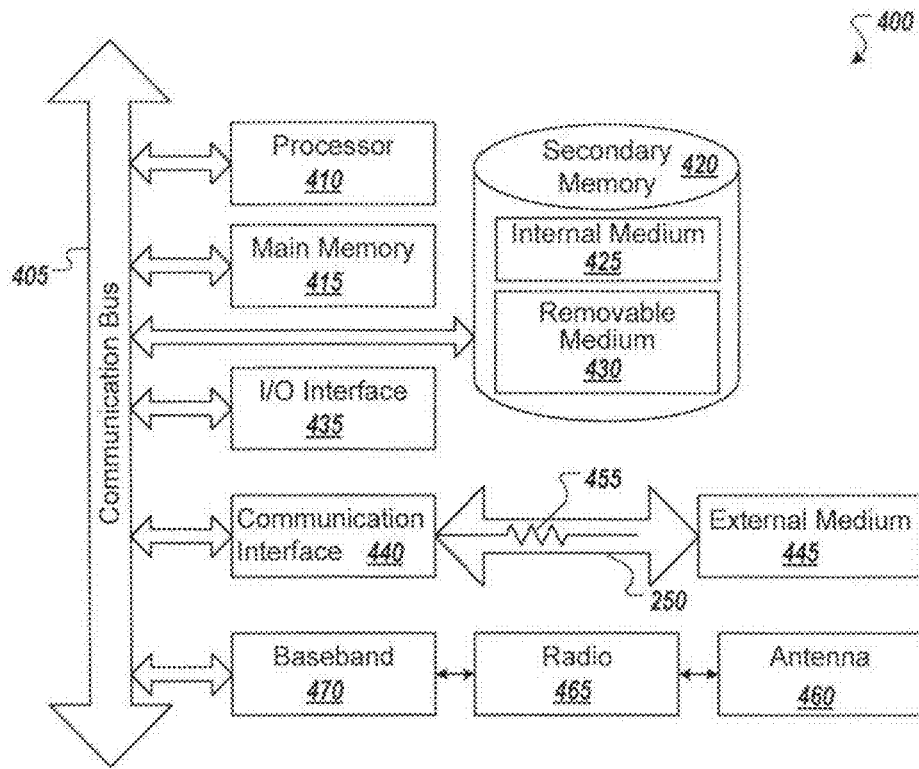 400
Processor
410
Secondary
Memory 420
Internal Medium
425
Main Memory
415
405
Removable
Medium
430
Communication Bus
I/O Interface
435
455
Communication
Interface 440
External Medium
445
250
Baseband
470
Radio
465
Antenna
460